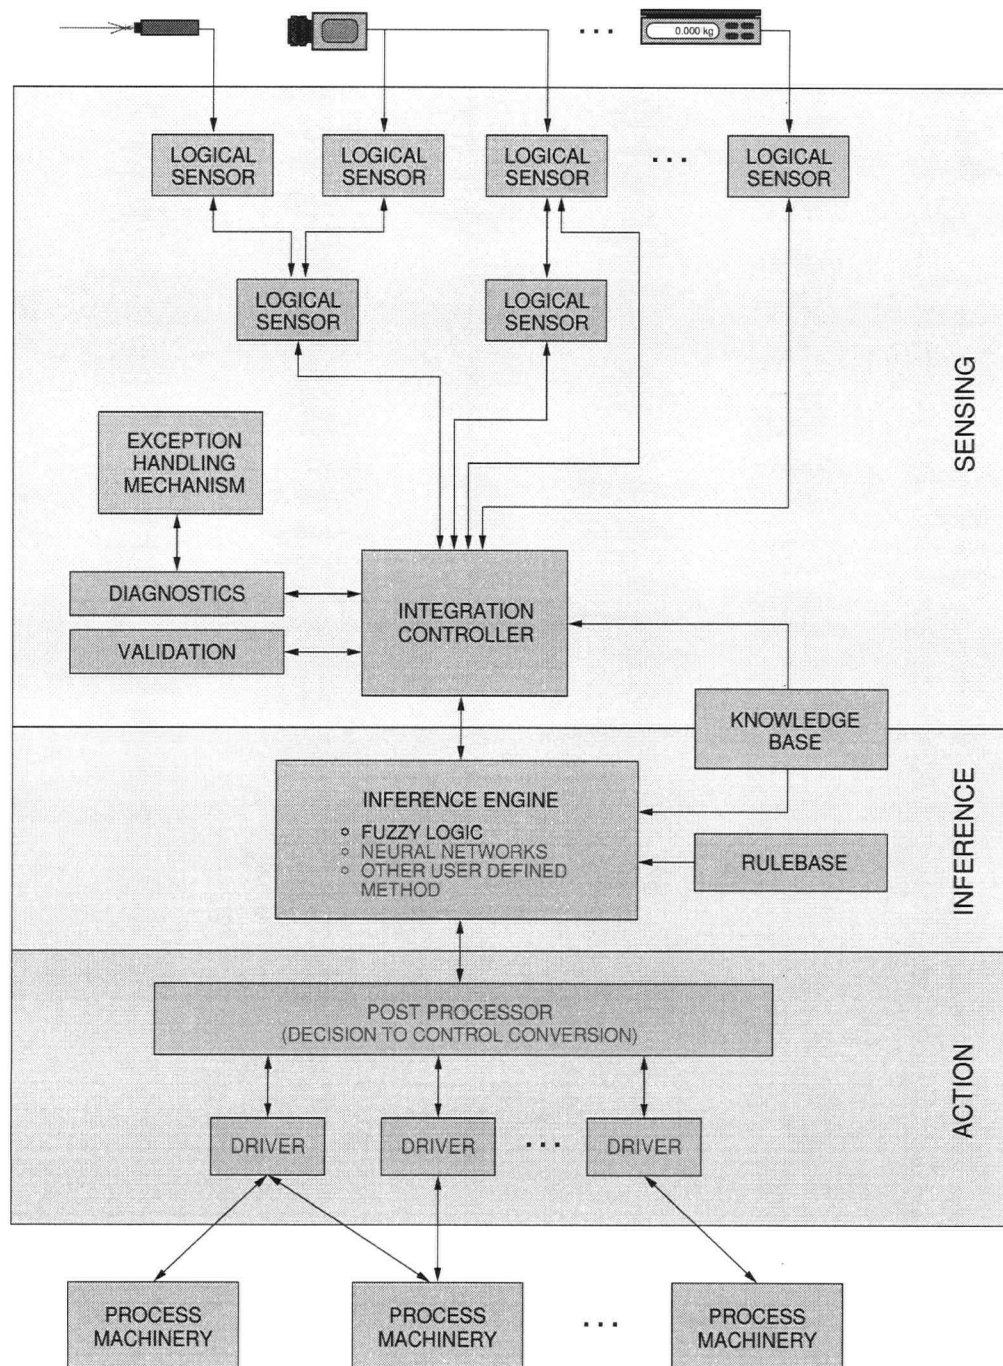 0.000 kg
LOGICAL
SENSOR
LOGICAL
SENSOR
LOGICAL
SENSOR
LOGICAL
SENSOR
LOGICAL
SENSOR
LOGICAL
SENSOR
SENSING
EXCEPTION
HANDLING
MECHANISM
DIAGNOSTICS
VALIDATION
INTEGRATION
CONTROLLER
KNOWLEDGE
BASE
INFERENCE
INFERENCE ENGINE
FUZZY LOGIC
NEURAL NETWORKS
OTHER USER DEFINED
METHOD
RULEBASE
POST PROCESSOR
(DECISION TO CONTROL CONVERSION)
ACTION
DRIVER
DRIVER
DRIVER
PROCESS
MACHINERY
PROCESS
MACHINERY
PROCESS
MACHINERY